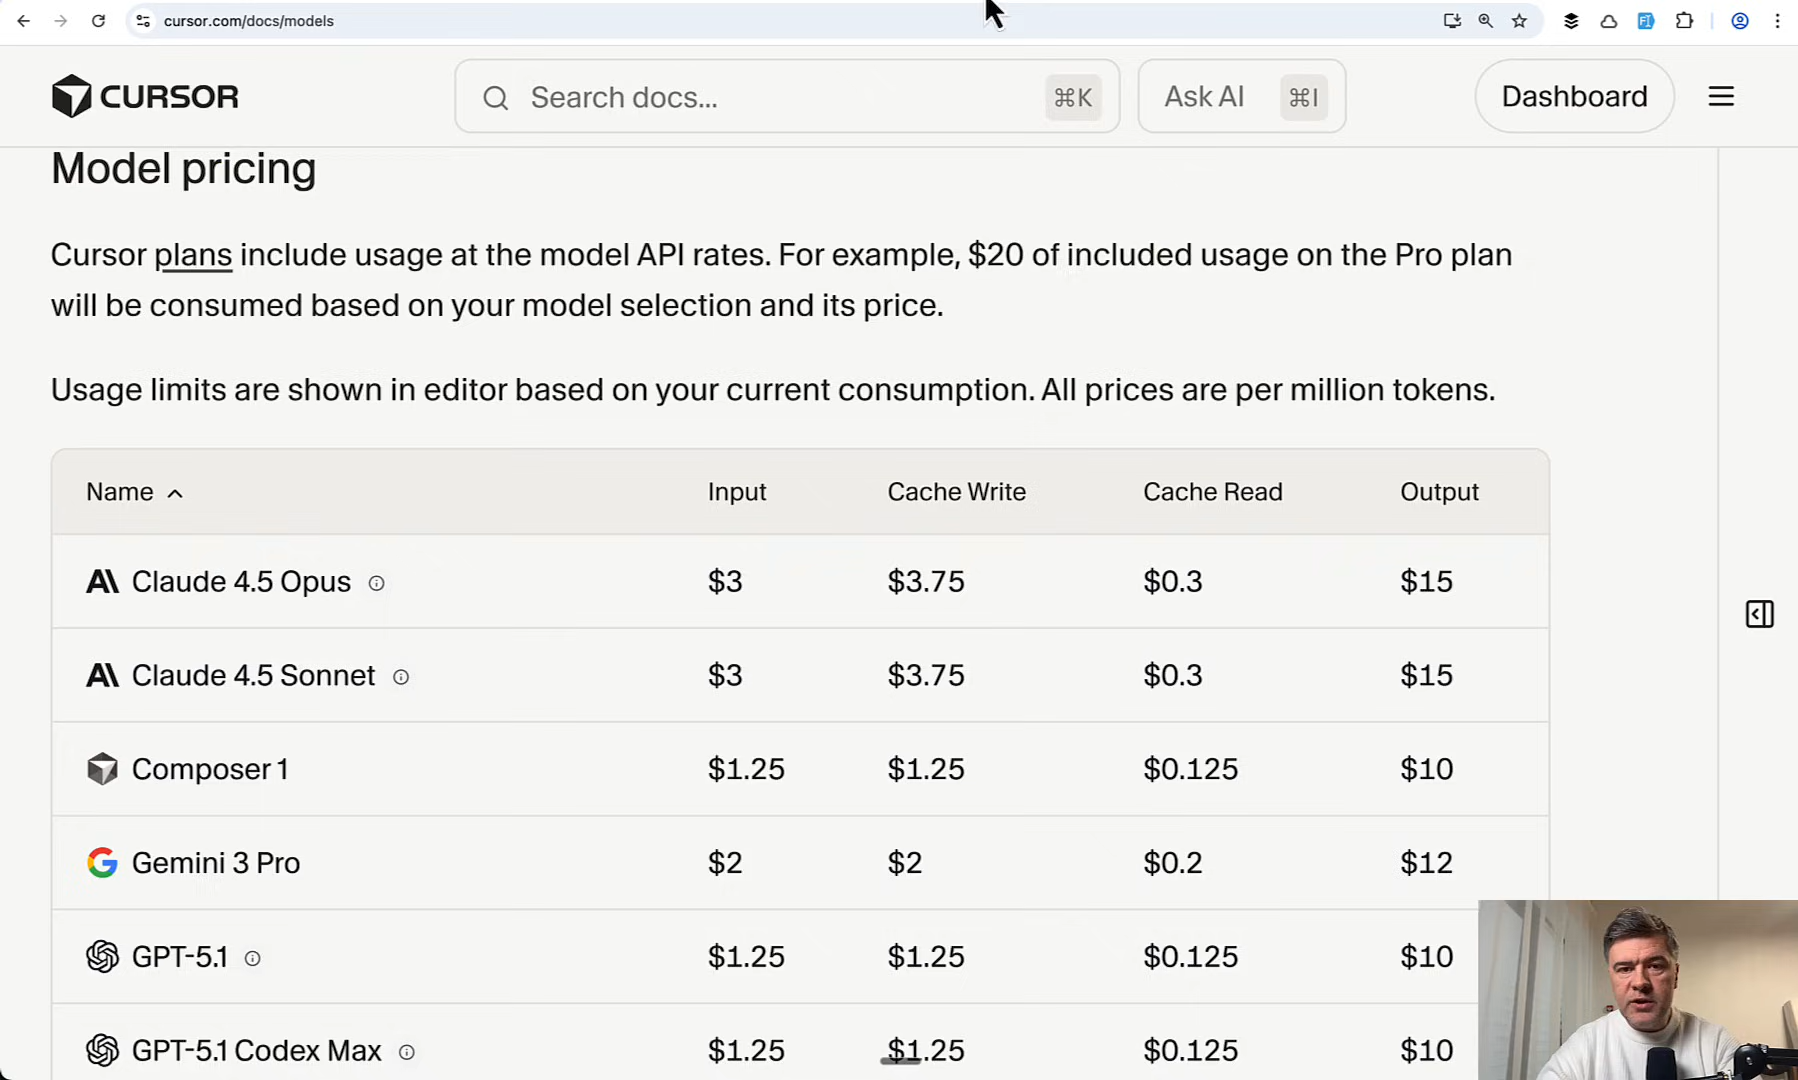 cursor.com/docs/models
CURSOR
Search docs...
⌘K
Ask AI
⌘I
Dashboard
Model pricing
Cursor plans include usage at the model API rates. For example, $20 of included usage on the Pro plan
will be consumed based on your model selection and its price.
Usage limits are shown in editor based on your current consumption. All prices are per million tokens.
Name Input Cache Write Cache Read Output
Claude 4.5 Opus $3 $3.75 $0.3 $15
Claude 4.5 Sonnet $3 $3.75 $0.3 $15
Composer 1 $1.25 $1.25 $0.125 $10
Gemini 3 Pro $2 $2 $0.2 $12
GPT-5.1 $1.25 $1.25 $0.125 $10
GPT-5.1 Codex Max $1.25 $1.25 $0.125 $10